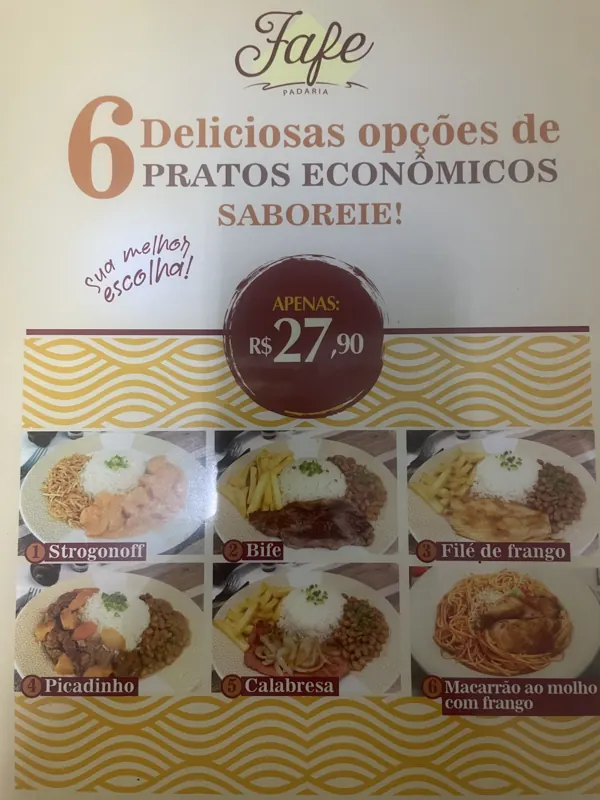 Fafe
PADARIA
6 Deliciosas opções de
PRATOS ECONÔMICOS
SABOREIE!
Sua melhor
escolha!
APENAS:
R$27,90
1 Strogonoff
2 Bife
3 Filé de frango
4 Picadinho
5 Calabresa
6 Macarrão ao molho
com frango